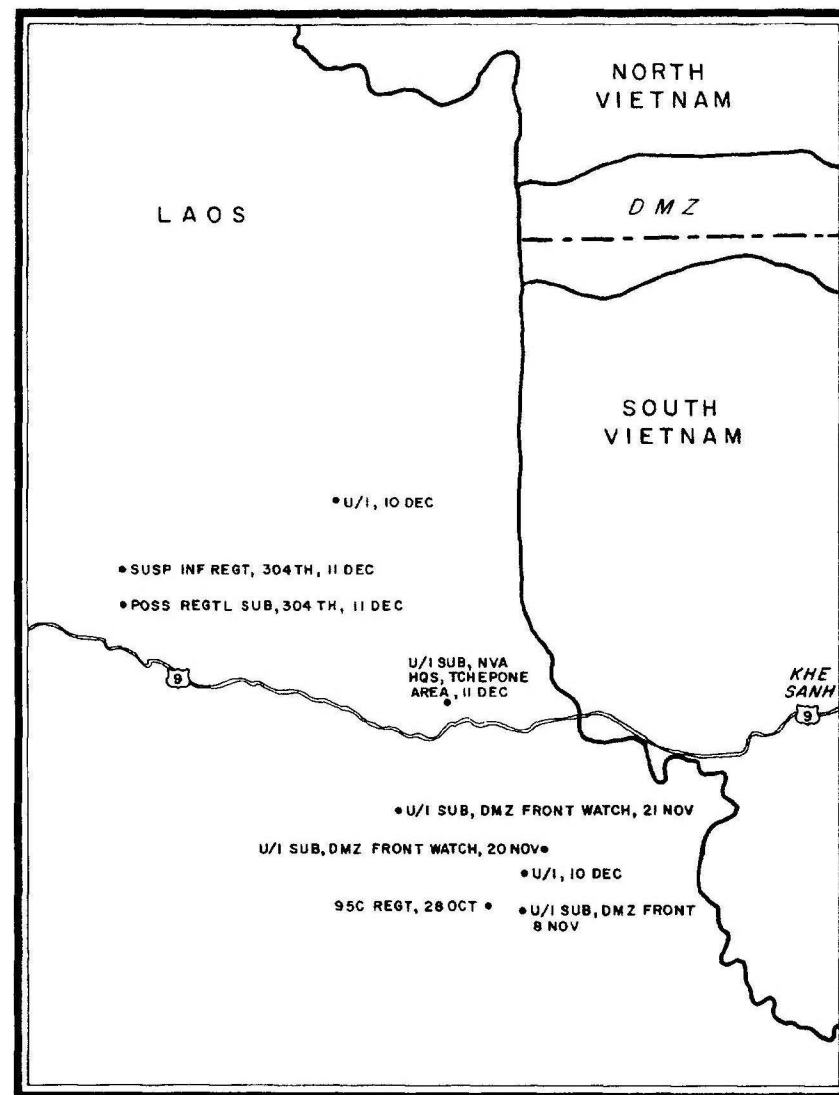 NORTH
VIETNAM
LAOS
DMZ
SOUTH
VIETNAM
U/I, 10 DEC
SUSP INF REGT, 304TH, 11 DEC
POSS REGTL SUB, 304TH, 11 DEC
U/I SUB, NVA
HQS, TCHEPONE
AREA, 11 DEC
9
KHE
SANH
9
U/I SUB, DMZ FRONT WATCH, 21 NOV
U/I SUB, DMZ FRONT WATCH, 20 NOV
U/I, 10 DEC
95C REGT, 28 OCT
U/I SUB, DMZ FRONT
8 NOV